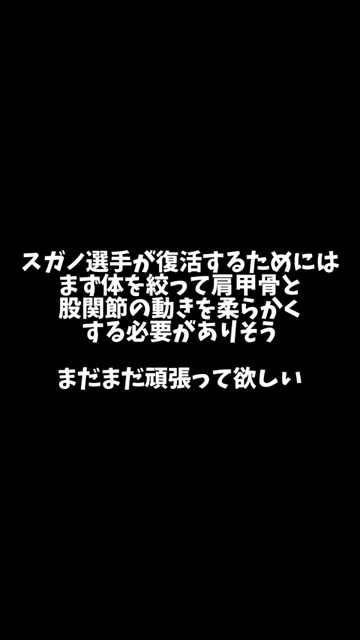 スガノ選手が復活するためには
まず体を絞って肩甲骨と
股関節の動きを柔らかく
する必要がありそう
まだまだ頑張って欲しい